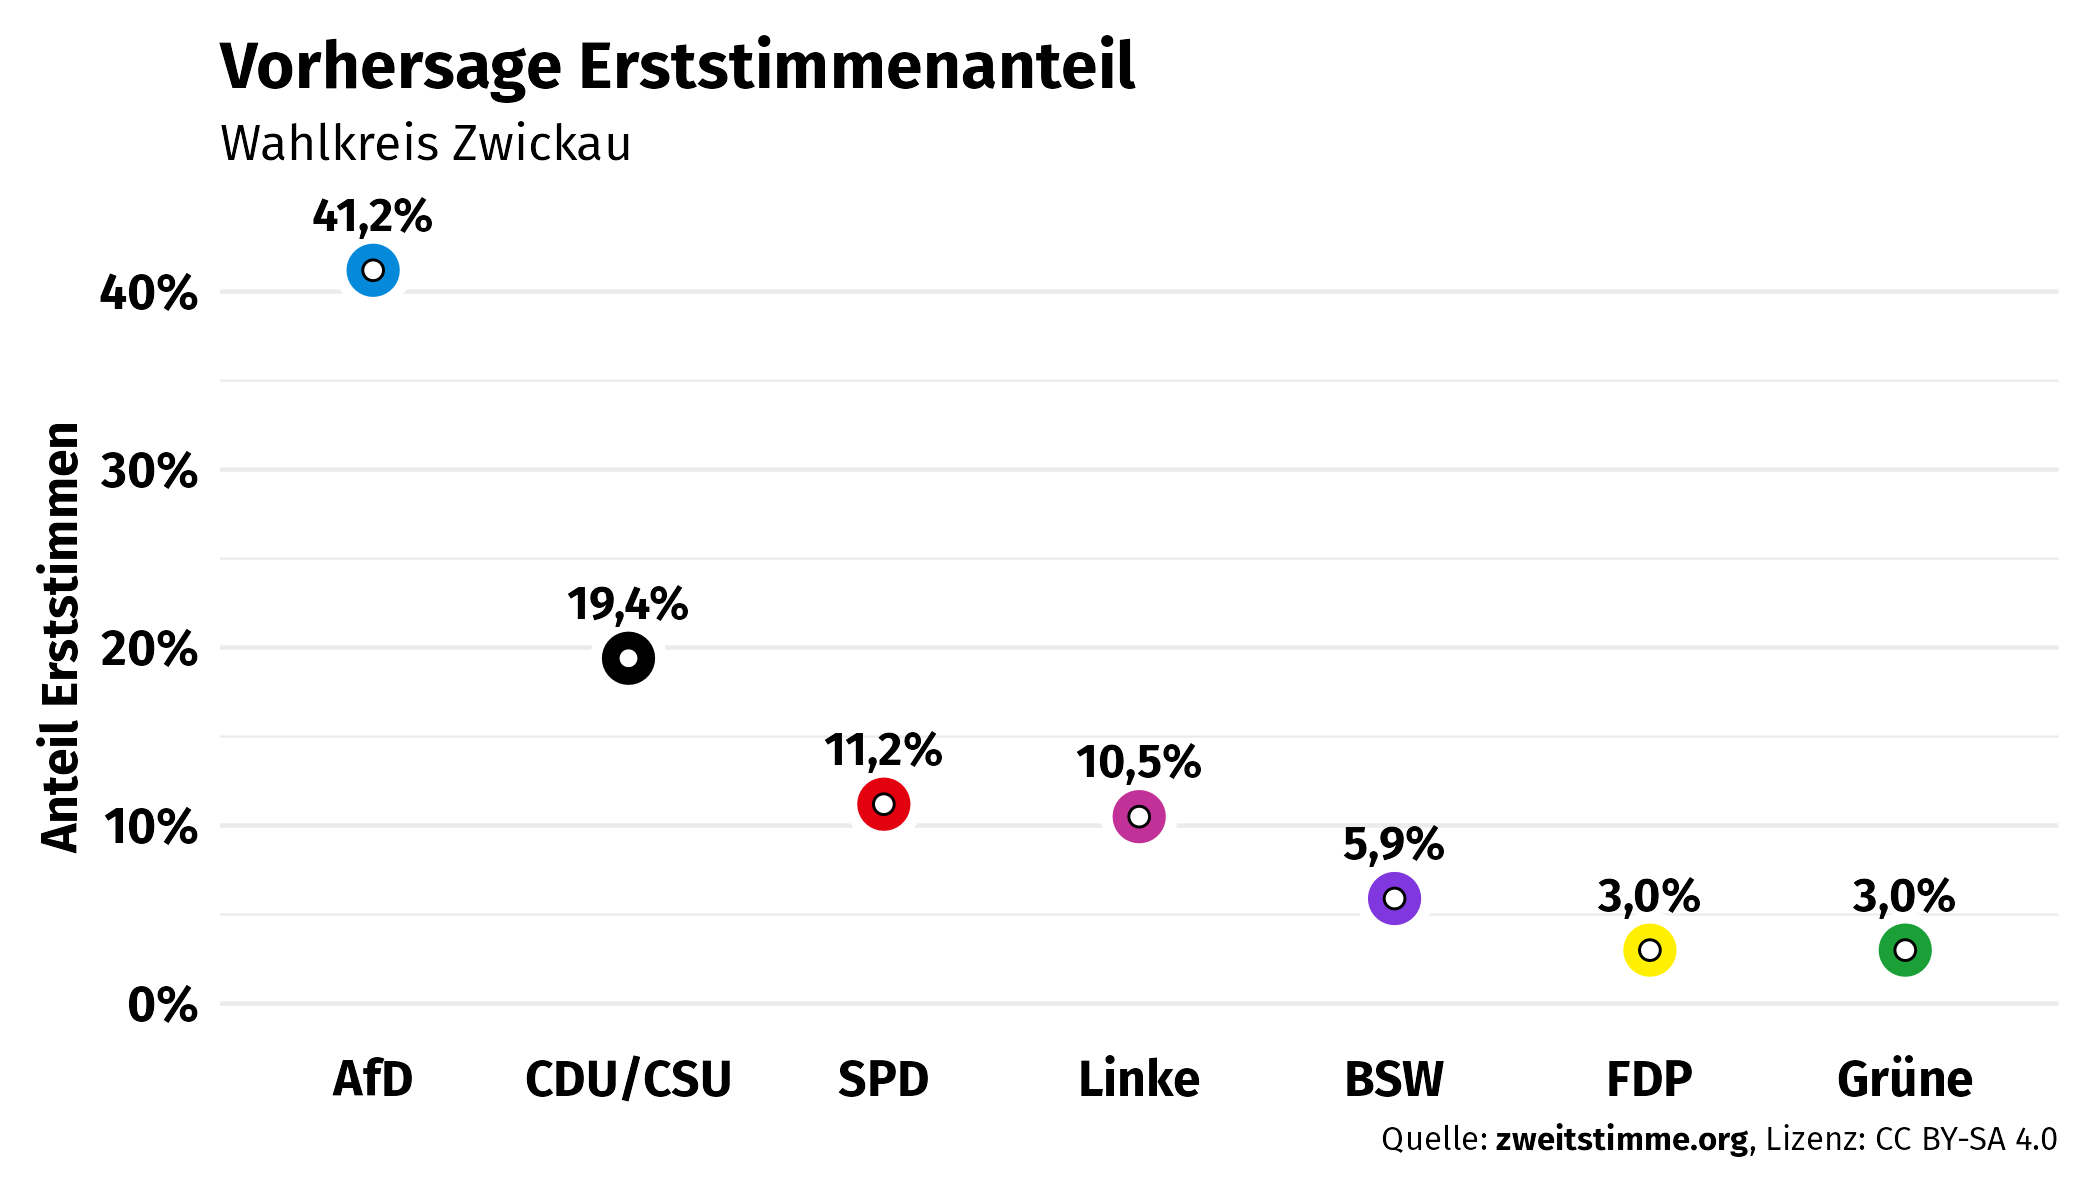 Vorhersage Erststimmenanteil
Wahlkreis Zwickau
Anteil Erststimmen
40%
30%
20%
10%
0%
41,2%
19,4%
11,2%
10,5%
5,9%
3,0%
3,0%
AfD CDU/CSU SPD Linke BSW FDP Grüne
Quelle: zweitstimme.org, Lizenz: CC BY-SA 4.0